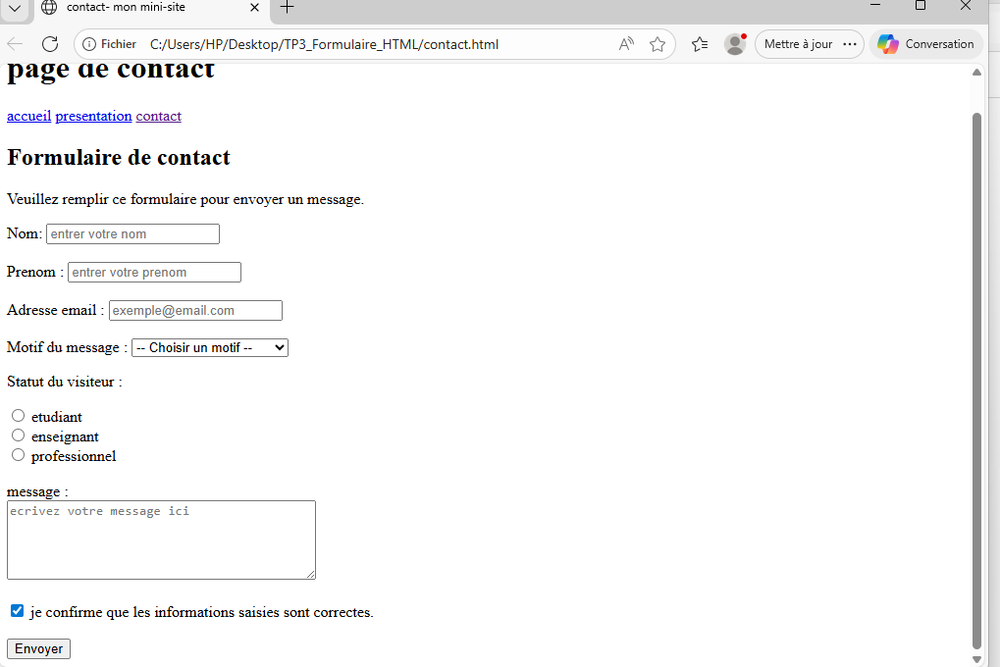 contact- mon mini-site
Fichier C:/Users/HP/Desktop/TP3_Formulaire_HTML/contact.html
Mettre à jour
Conversation
page de contact
accueil presentation contact
Formulaire de contact
Veuillez remplir ce formulaire pour envoyer un message.
Nom: entrer votre nom
Prenom : entrer votre prenom
Adresse email : exemple@email.com
Motif du message : -- Choisir un motif --
Statut du visiteur :
etudiant
enseignant
professionnel
message :
ecrivez votre message ici
je confirme que les informations saisies sont correctes.
Envoyer